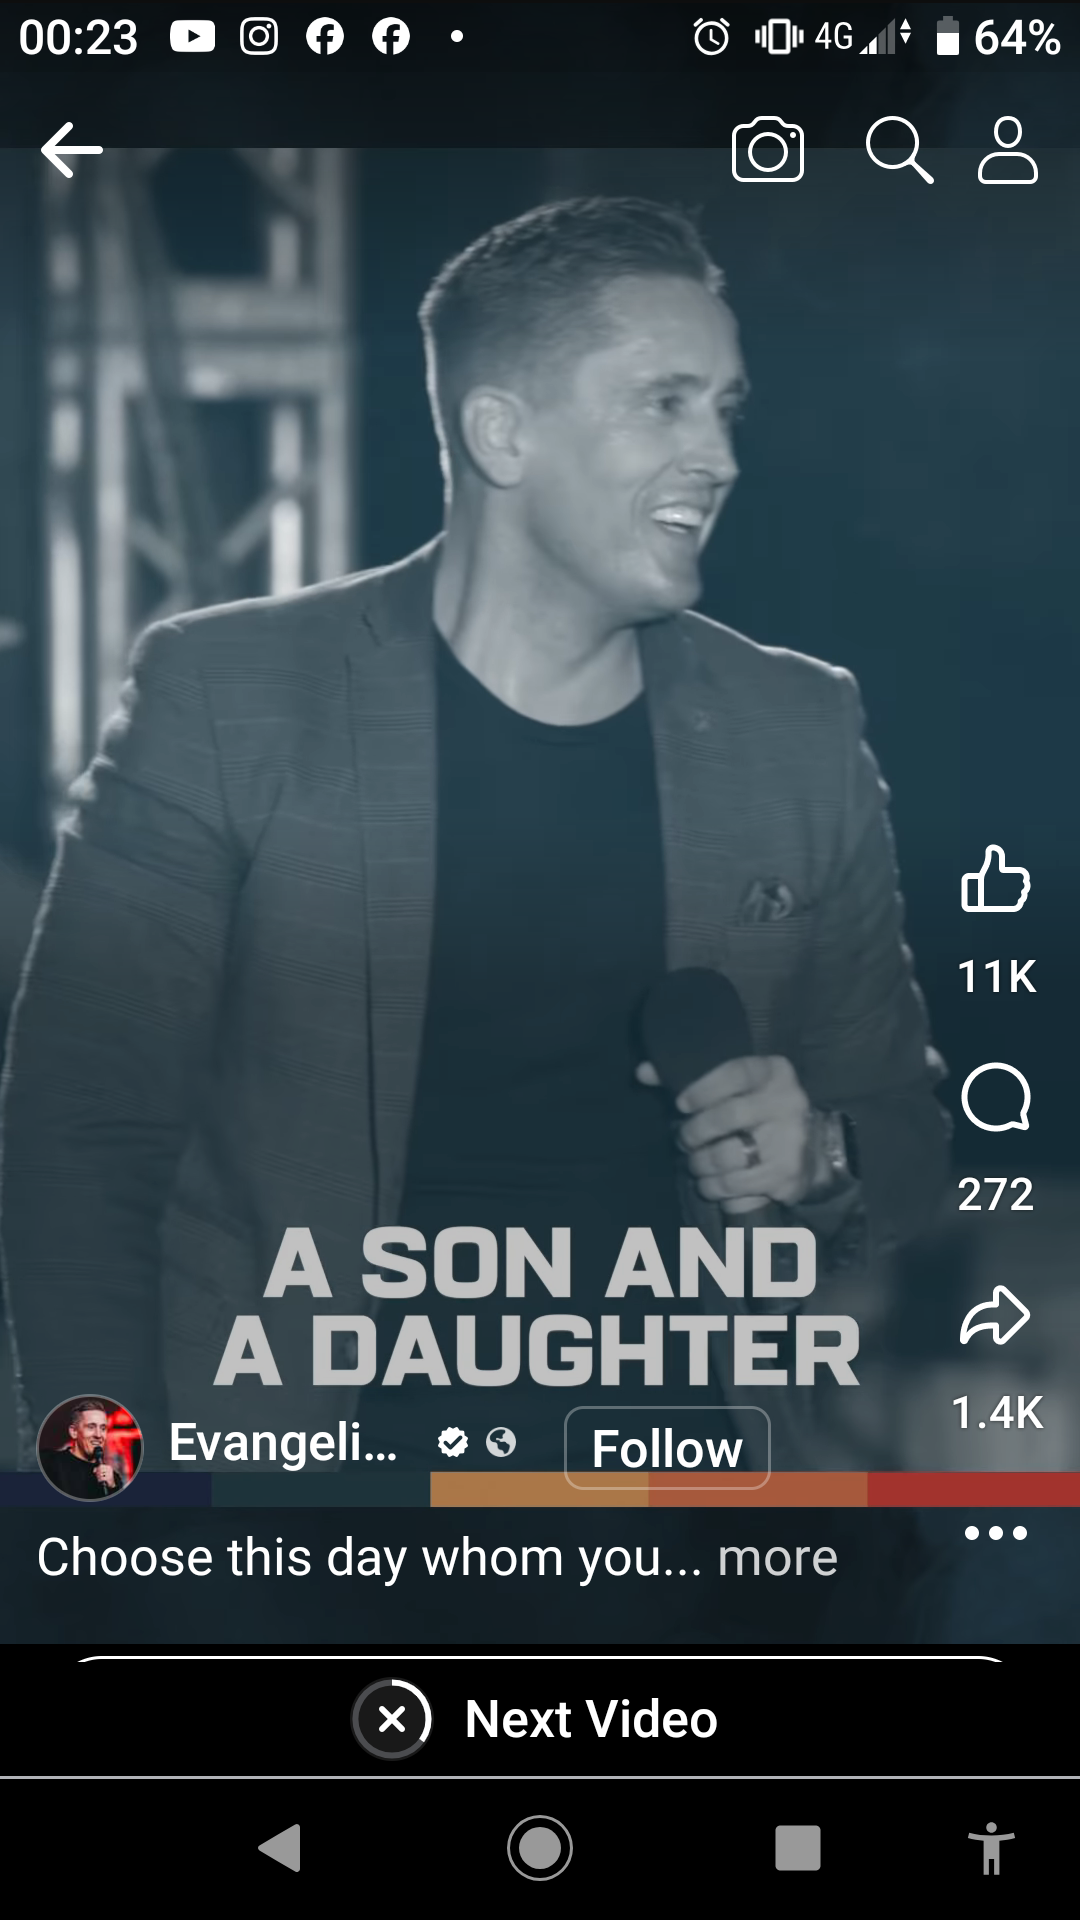 00:23
4G
64%
11K
272
A SON AND
A DAUGHTER
1.4K
Evangeli...
Follow
Choose this day whom you... more
Next Video